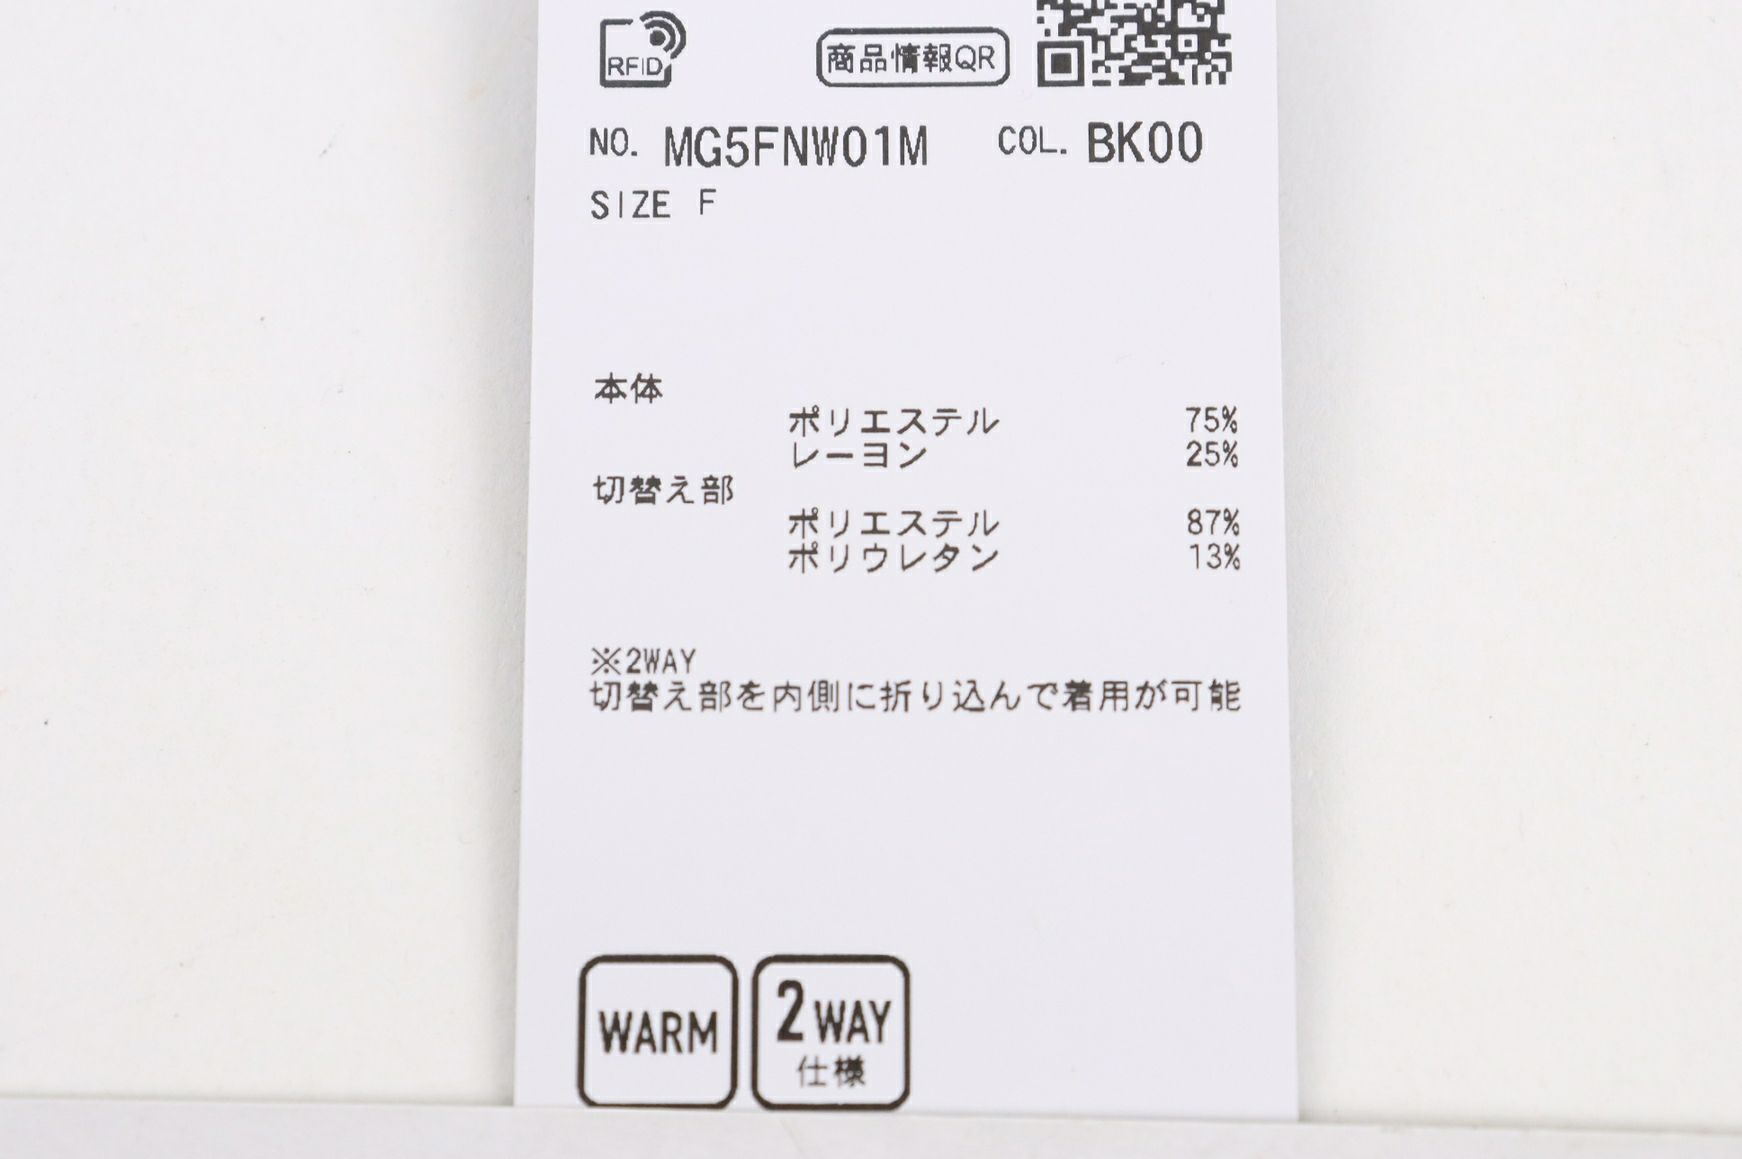 RFID 商品情報QR
NO. MG5FNW01M COL. BK00
SIZE F
本体
ポリエステル 75%
レーヨン 25%
切替え部
ポリエステル 87%
ポリウレタン 13%
※2WAY
切替え部を内側に折り込んで着用が可能
WARM
2WAY
仕様